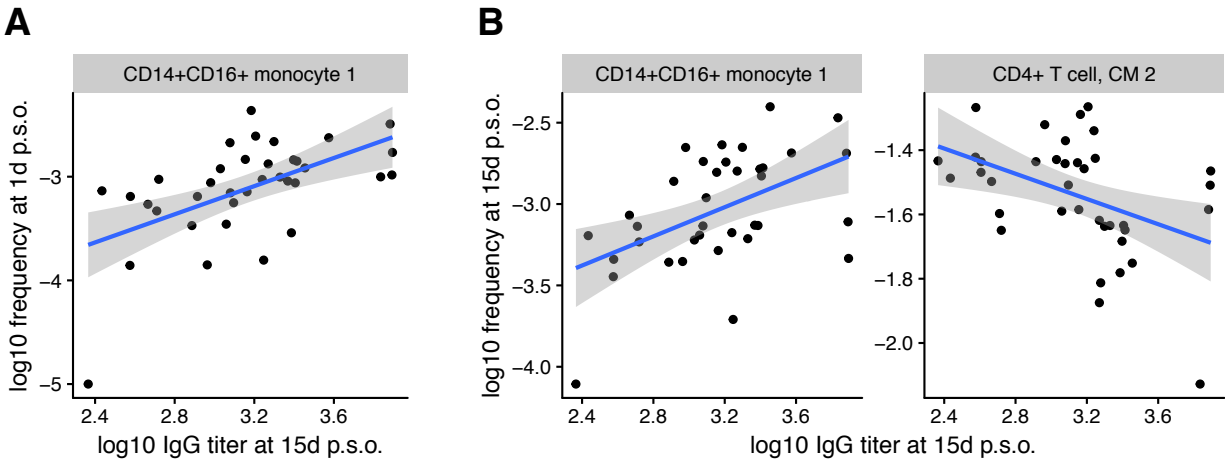 A
B
CD14+CD16+ monocyte 1
CD14+CD16+ monocyte 1
CD4+ T cell, CM 2
log10 frequency at 1d p.s.o.
−3
−4
−5
2.4
2.8
3.2
3.6
log10 IgG titer at 15d p.s.o.
log10 frequency at 15d p.s.o.
−2.5
−3.0
−3.5
−4.0
2.4
2.8
3.2
3.6
−1.4
−1.6
−1.8
−2.0
2.4
2.8
3.2
3.6
log10 IgG titer at 15d p.s.o.